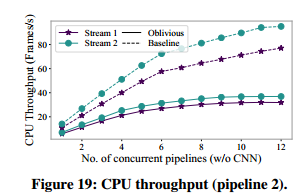 CPU Throughput (Frame/s)
Stream 1
Stream 2
Oblivious
Baseline
80
60
40
20
2
4
6
8
10
12
No. of concurrent pipelines (w/o CNN)
Figure 19: CPU throughput (pipeline 2).